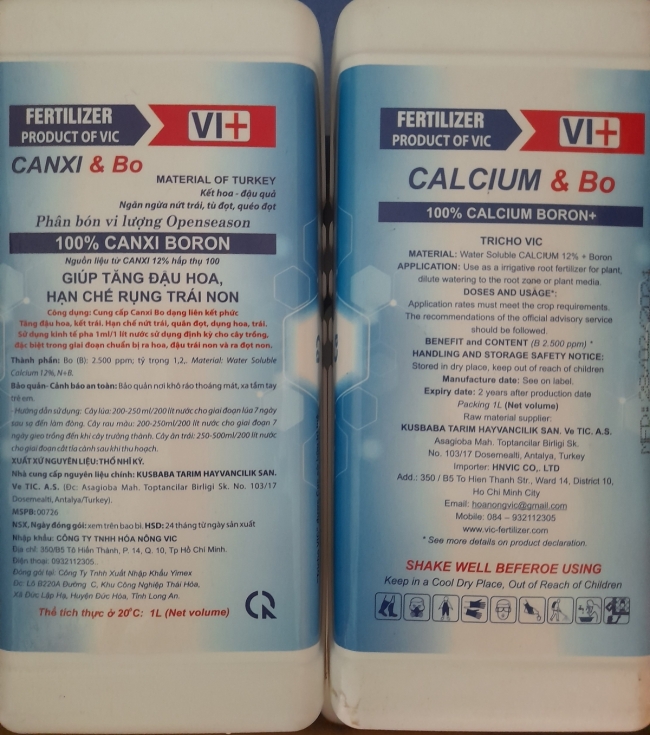 FERTILIZER
PRODUCT OF VIC
VI+
CANXI & Bo
MATERIAL OF TURKEY
Kết hoa - đậu quả
Ngăn ngừa nứt trái, tù đọt, quéo đọt
Phân bón vi lượng Openseason
100% CANXI BORON
Nguồn liệu từ CANXI 12% hấp thụ 100
GIÚP TĂNG ĐẬU HOA,
HẠN CHẾ RỤNG TRÁI NON
Công dụng: Cung cấp Canxi Bo dạng liên kết phức
Tăng đậu hoa, kết trái. Hạn chế nứt trái, quăn đọt, dụng hoa, trái.
Sử dụng kinh tế pha 1ml/1 lít nước sử dụng định kỳ cho cây trồng,
đặc biệt trong giai đoạn chuẩn bị ra hoa, đậu trái non và ra đọt non.
Thành phần: Bo (B): 2.500 ppm; tỷ trọng 1,2,. Material: Water Soluble
Calcium 12%, N+B.
Bảo quản- Cảnh báo an toàn: Bảo quản nơi khô ráo thoáng mát, xa tầm tay
trẻ em.
- Hướng dẫn sử dụng: Cây lúa: 200-250 ml/200 lít nước cho giai đoạn lúa 7 ngày
sau sạ đến làm đòng. Cây rau màu: 200-250ml/200 lít nước cho giai đoạn 7
ngày gieo trồng đến khi cây trưởng thành. Cây ăn trái: 250-500ml/200 lít nước
cho giai đoạn cắt tỉa cành sau khi thu hoạch.
XUẤT XỨ NGUYÊN LIỆU: THỔ NHĨ KỲ.
Nhà cung cấp nguyên liệu chính: KUSBABA TARIM HAYVANCILIK SAN.
Ve TIC. A.S. (Đc: Asagioba Mah. Toptancilar Birligi Sk. No. 103/17
Dosemealti, Antalya/Turkey).
MSPB: 00726
NSX, Ngày đóng gói: xem trên bao bì. HSD: 24 tháng từ ngày sản xuất
Nhập khẩu: CÔNG TY TNHH HÓA NÔNG VIC
Địa chỉ: 350/B5 Tô Hiến Thành, P. 14, Q. 10, Tp Hồ Chí Minh.
Điện thoại: 0932112305.
Đóng gói tại: Công Ty Tnhh Xuất Nhập Khẩu Yimex
Đc: Lô B220A Đường C, Khu Công Nghiệp Thái Hòa,
Xã Đức Lập Hạ, Huyện Đức Hòa, Tỉnh Long An.
Thể tích thực ở 20°C: 1L (Net volume)
FERTILIZER
PRODUCT OF VIC
VI+
CALCIUM & Bo
100% CALCIUM BORON+
TRICHO VIC
MATERIAL: Water Soluble CALCIUM 12% + Boron
APPLICATION: Use as a irrigative root fertilizer for plant,
dilute watering to the root zone or plant media.
DOSES AND USAGE*:
Application rates must meet the crop requirements.
The recommendations of the official advisory service
should be followed.
BENEFIT and CONTENT (B 2.500 ppm) *
HANDLING AND STORAGE SAFETY NOTICE:
Stored in dry place, keep out of reach of children
Manufacture date: See on label.
Expiry date: 2 years after production date
Packing 1L (Net volume)
Raw material supplier:
KUSBABA TARIM HAYVANCILIK SAN. Ve TIC. A.S.
Asagioba Mah. Toptancilar Birligi Sk.
No. 103/17 Dosemealti, Antalya, Turkey
Importer: HNVIC CO,. LTD
Add.: 350 / B5 To Hien Thanh Str., Ward 14, District 10,
Ho Chi Minh City
Email: hoanongvic@gmail.com
Mobile: 084 – 932112305
www.vic-fertilizer.com
* See more details on product declaration.
SHAKE WELL BEFEROE USING
Keep in a Cool Dry Place, Out of Reach of Children